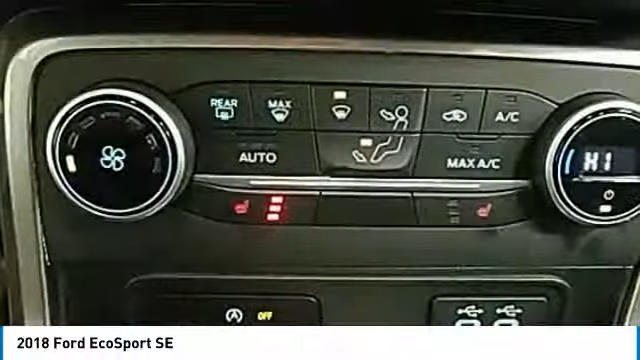 REAR MAX
A/C
AUTO
MAX A/C
HI
OFF
2018 Ford EcoSport SE